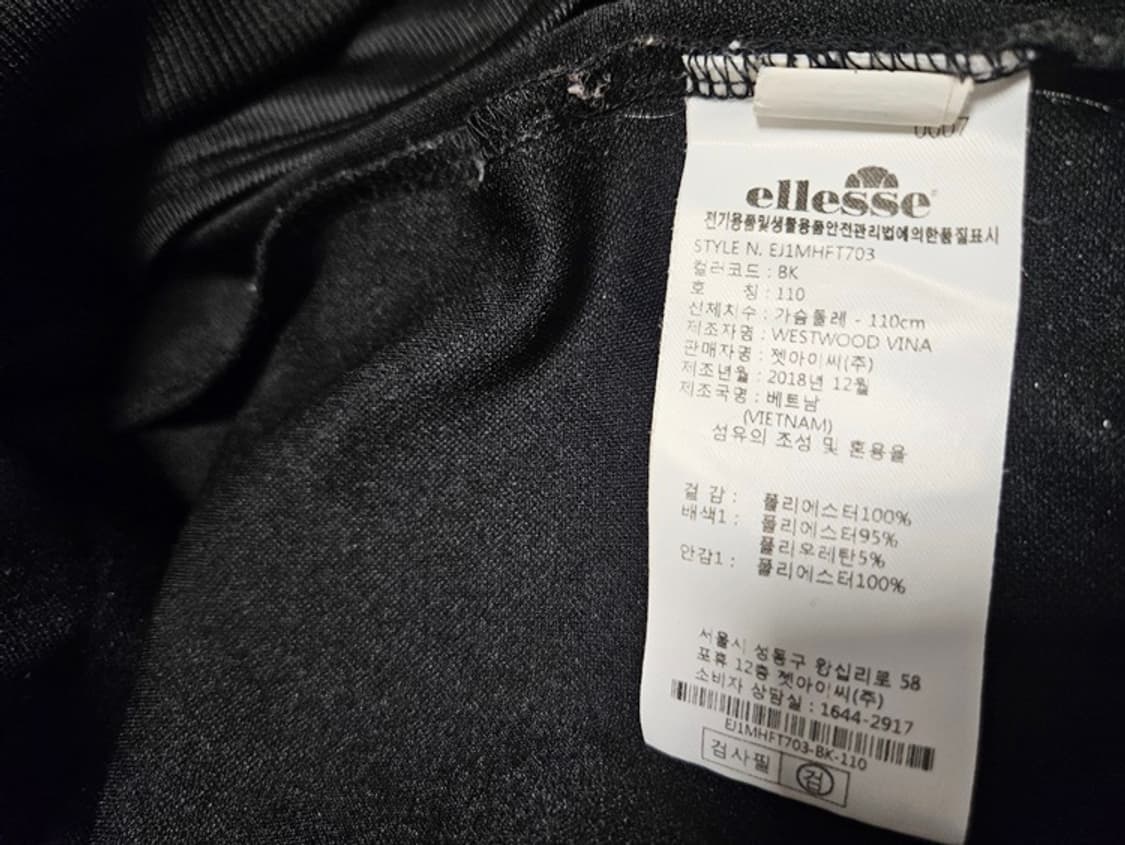 0007
ellesse
전기용품및생활용품안전관리법에의한품질표시
STYLE N. EJ1MHFT703
컬러코드 : BK
호 칭 : 110
신체치수 : 가슴둘레 - 110cm
제조자명 : WESTWOOD VINA
판매자명 : 젯아이씨(주)
제조년월 : 2018년 12월
제조국명 : 베트남
(VIETNAM)
섬유의 조성 및 혼용율
겉 감 : 폴리에스터100%
배색1 : 폴리에스터95%
폴리우레탄5%
안감1 : 폴리에스터100%
서울시 성동구 왕십리로 58
포휴 12층 젯아이씨(주)
소비자 상담실 : 1644-2917
EJ1MHFT703-BK-110
검사필 검